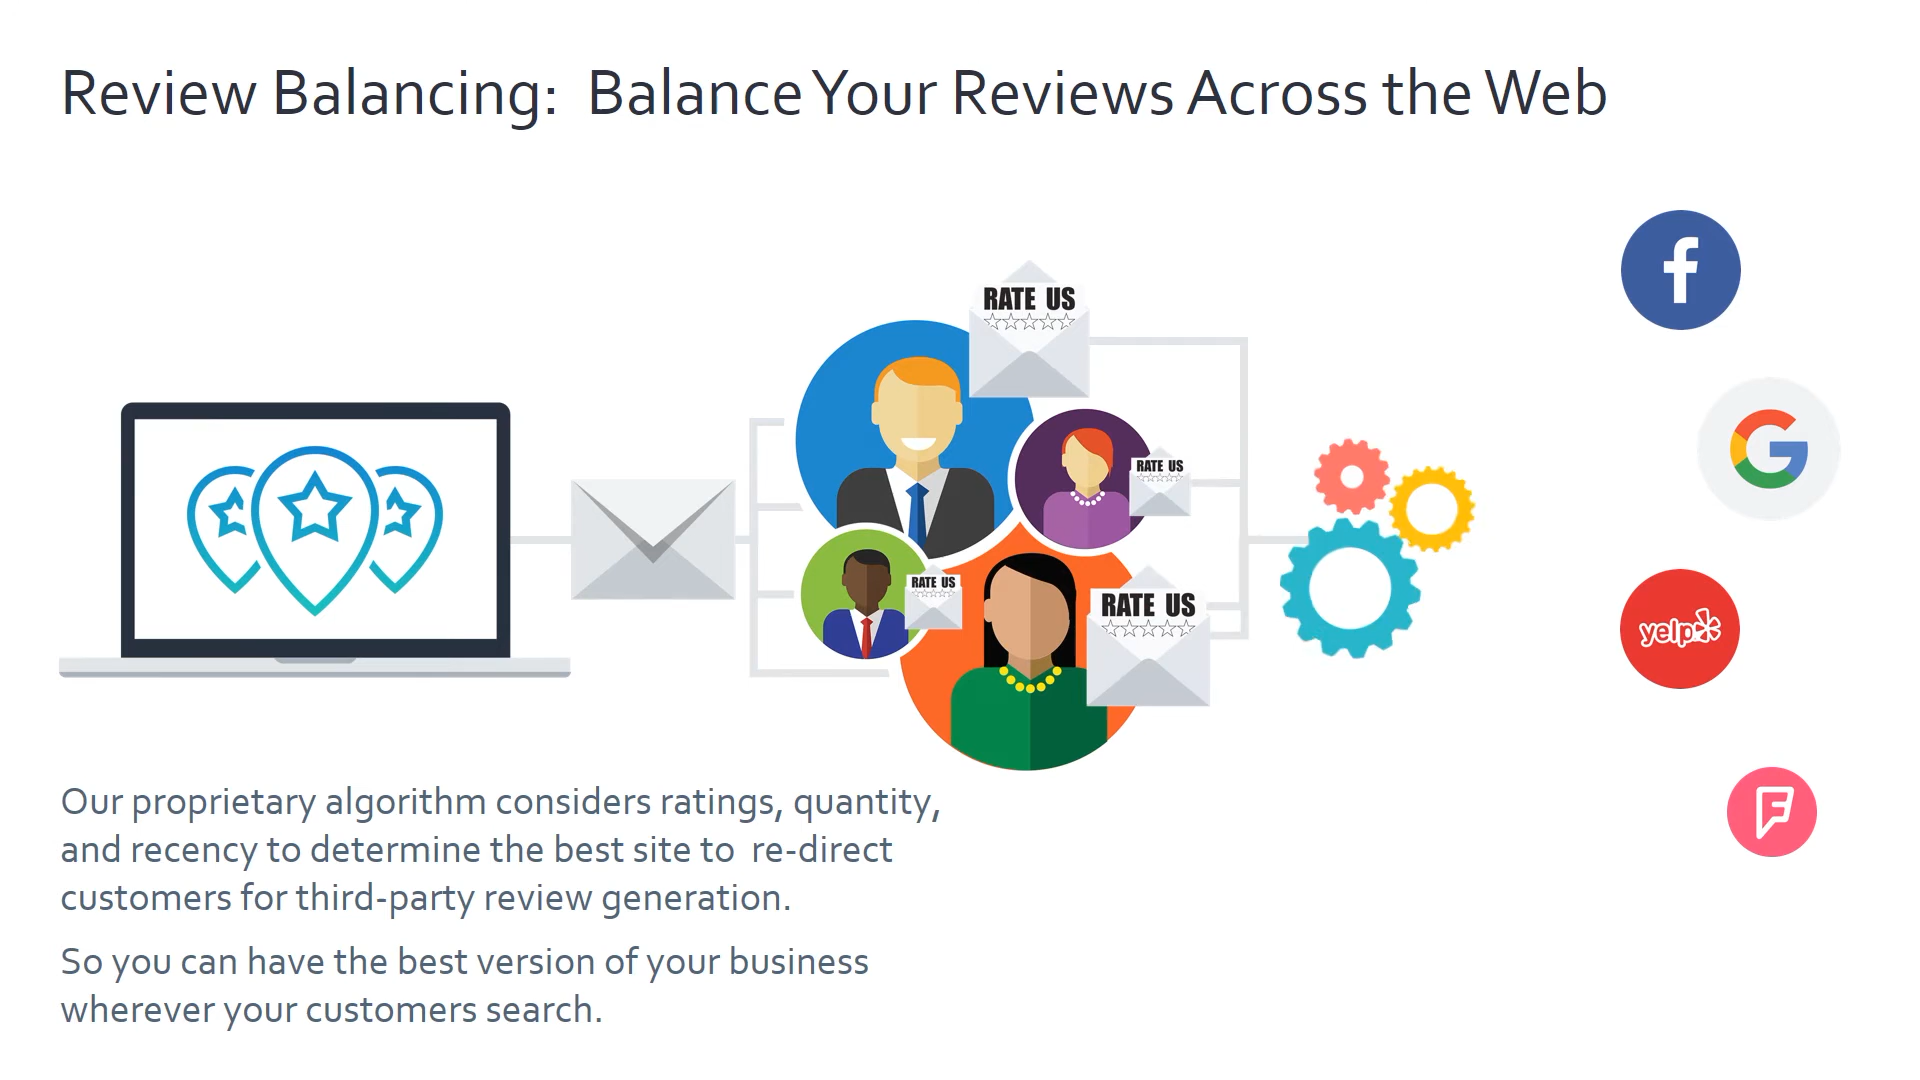 Review Balancing:  Balance Your Reviews Across the Web
RATE US
RATE US
RATE US
RATE US
yelp
Our proprietary algorithm considers ratings, quantity,
and recency to determine the best site to  re-direct
customers for third-party review generation.
So you can have the best version of your business
wherever your customers search.